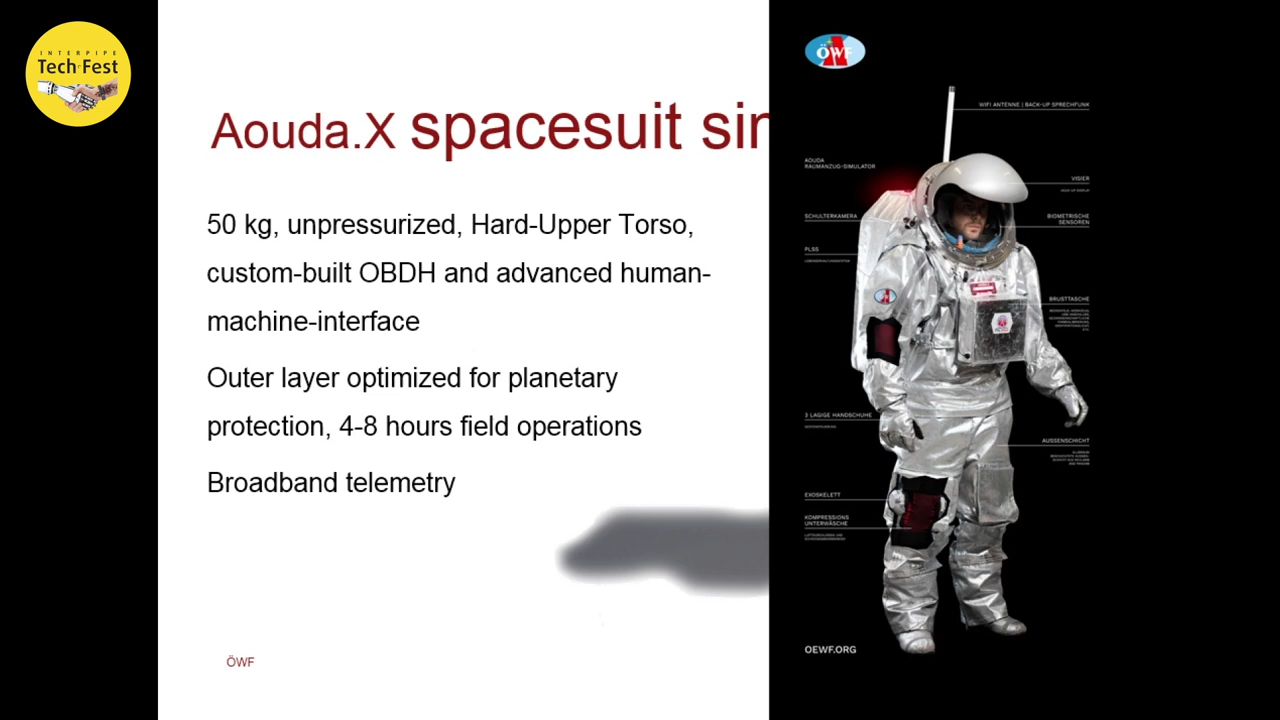 INTERPIPE
Tech Fest
Aouda.X spacesuit sim
50 kg, unpressurized, Hard-Upper Torso,
custom-built OBDH and advanced human-
machine-interface
Outer layer optimized for planetary
protection, 4-8 hours field operations
Broadband telemetry
ÖWF
ÖWF
WIFI ANTENNE | BACK-UP SPRECHFUNK
AOUDA
RAUMANZUG-SIMULATOR
VISIER
SCHULTERKAMERA
BIOMETRISCHE
SENSOREN
PLSS
BRUSTTASCHE
3 LAGIGE HANDSCHUHE
AUSSENSCHICHT
EXOSKELETT
KOMPRESSIONS
UNTERWÄSCHE
OEWF.ORG